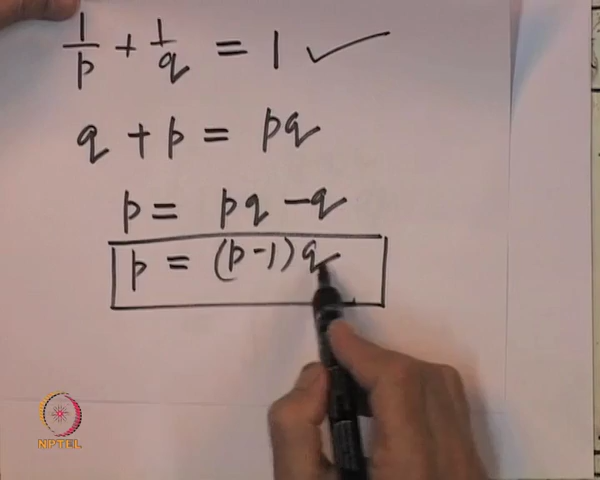 1/p + 1/q = 1 ✓
q + p = pq
p = pq - q
p = (p-1)q
NPTEL